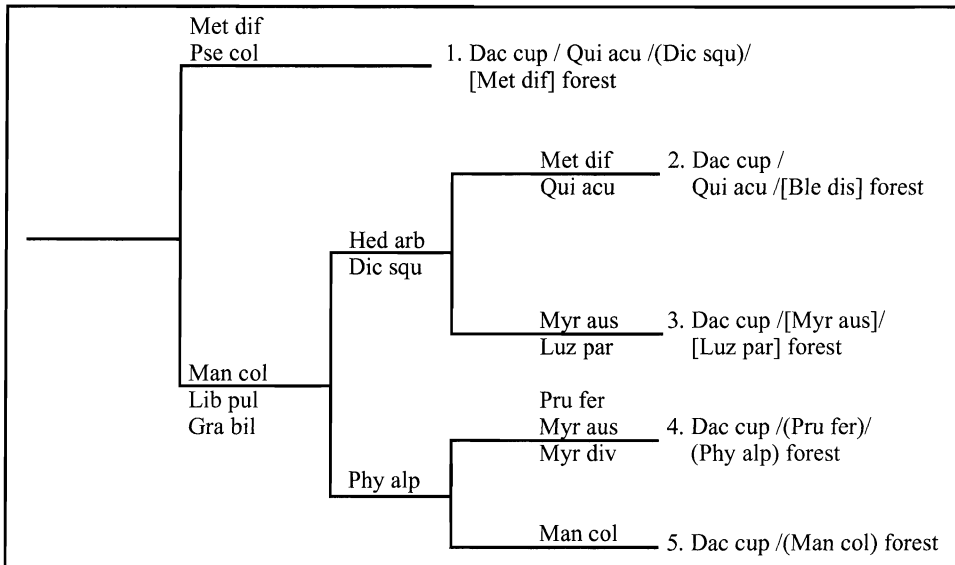 Met dif
Pse col
1. Dac cup / Qui acu /(Dic squ)/
[Met dif] forest
Met dif
Qui acu
2. Dac cup /
Qui acu /[Ble dis] forest
Hed arb
Dic squ
Myr aus
Luz par
3. Dac cup /[Myr aus]/
[Luz par] forest
Man col
Lib pul
Gra bil
Pru fer
Myr aus
Myr div
4. Dac cup /(Pru fer)/
(Phy alp) forest
Phy alp
Man col
5. Dac cup /(Man col) forest